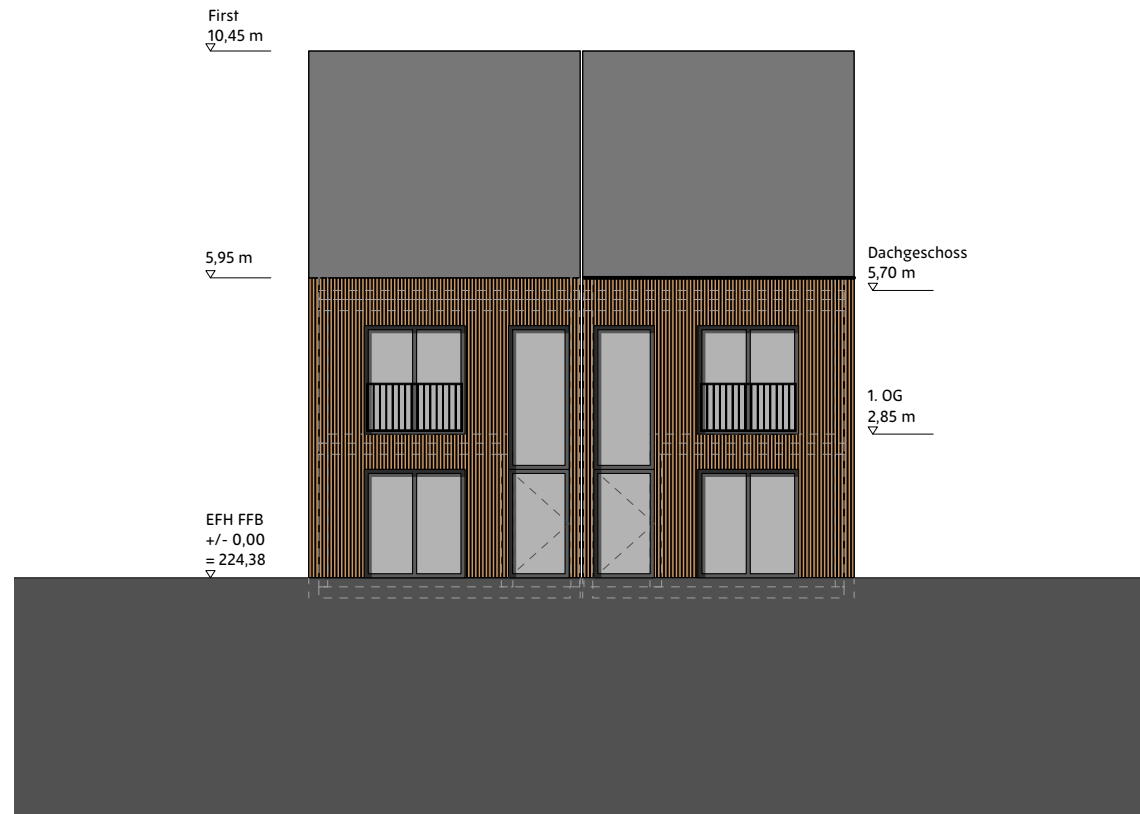 First
10,45 m
5,95 m
Dachgeschoss
5,70 m
1. OG
2,85 m
EFH FFB
+/- 0,00
= 224,38